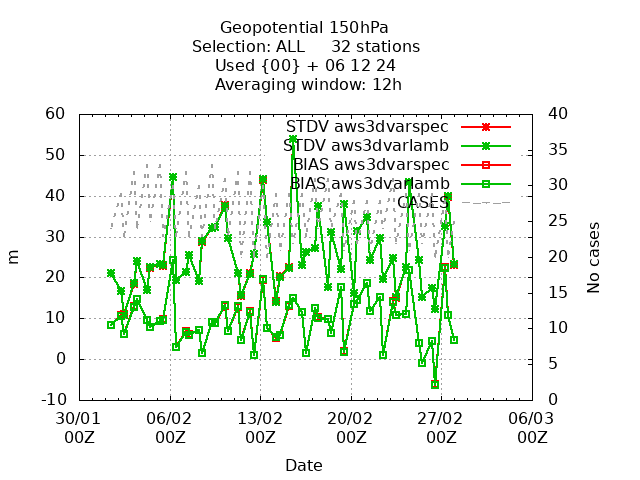 Geopotential 150hPa
Selection: ALL     32 stations
Used {00} + 06 12 24
Averaging window: 12h
60
50
40
30
20
10
0
-10
m
40
35
30
25
20
15
10
5
0
No cases
STDV aws3dvarspec
STDV aws3dvarlamb
BIAS aws3dvarspec
BIAS aws3dvarlamb
CASES
30/01 06/02 13/02 20/02 27/02 06/03
00Z 00Z 00Z 00Z 00Z 00Z
Date